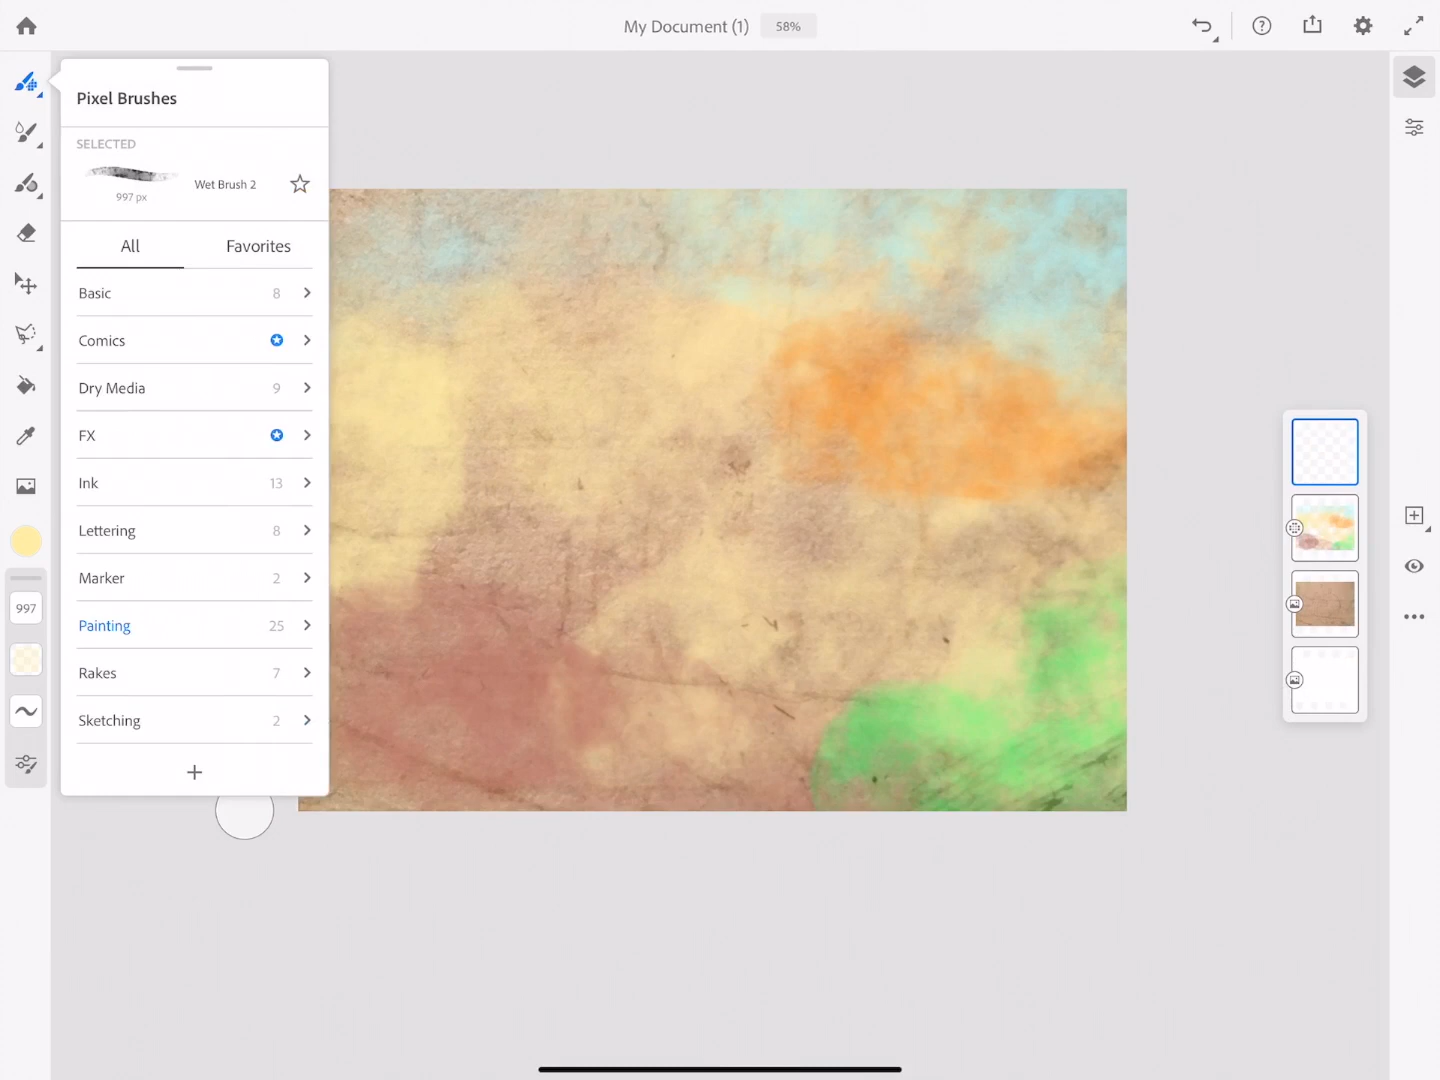 My Document (1) 58%
Pixel Brushes
SELECTED
Wet Brush 2
997 px
All Favorites
Basic 8
Comics
Dry Media 9
FX
Ink 13
Lettering 8
Marker 2
Painting 25
Rakes 7
Sketching 2
997